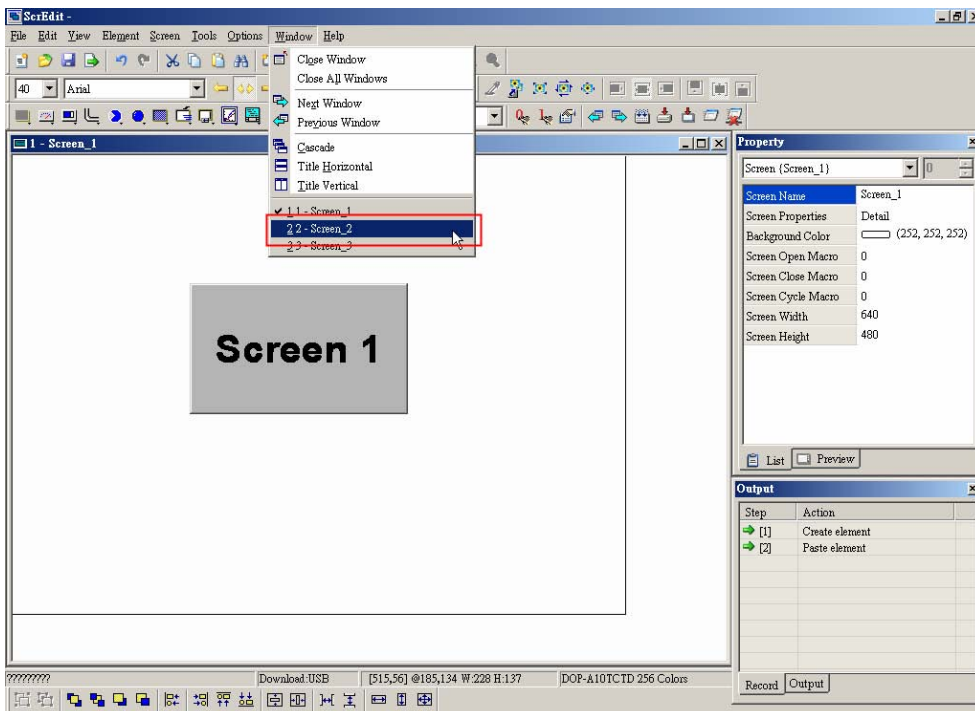 ScrEdit -
File Edit View Element Screen Tools Options Window Help
40 Arial
Close Window
Close All Windows
Next Window
Previous Window
Cascade
Title Horizontal
Title Vertical
1 1 - Screen_1
2 2 - Screen_2
3 3 - Screen_3
1 - Screen_1
Screen 1
Property
Screen {Screen_1} 0
Screen Name Screen_1
Screen Properties Detail
Background Color (252, 252, 252)
Screen Open Macro 0
Screen Close Macro 0
Screen Cycle Macro 0
Screen Width 640
Screen Height 480
List Preview
Output
Step Action
[1] Create element
[2] Paste element
Record Output
????????? Download:USB [515,56] @185,134 W:228 H:137 DOP-A10TCTD 256 Colors